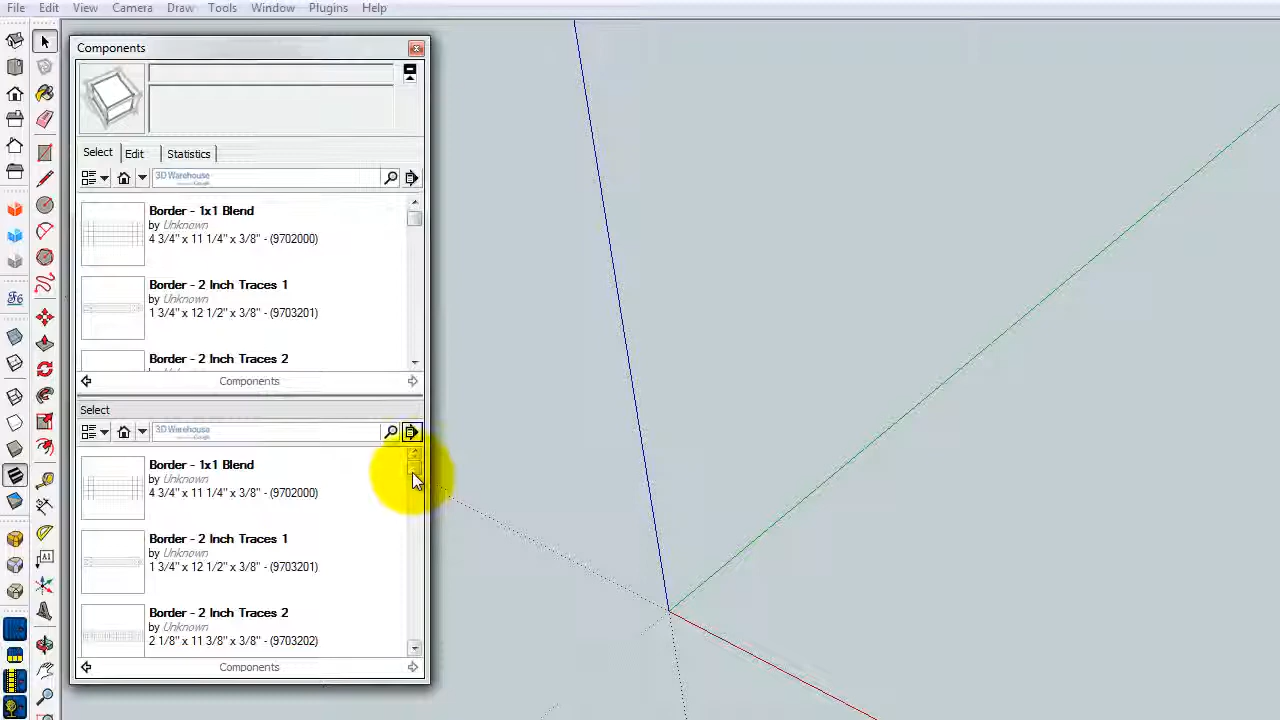 File Edit View Camera Draw Tools Window Plugins Help
Components
Select Edit Statistics
3D Warehouse
Border - 1x1 Blend
by Unknown
4 3/4" x 11 1/4" x 3/8" - (9702000)
Border - 2 Inch Traces 1
by Unknown
1 3/4" x 12 1/2" x 3/8" - (9703201)
Border - 2 Inch Traces 2
Components
Select
3D Warehouse
Border - 1x1 Blend
by Unknown
4 3/4" x 11 1/4" x 3/8" - (9702000)
Border - 2 Inch Traces 1
by Unknown
1 3/4" x 12 1/2" x 3/8" - (9703201)
Border - 2 Inch Traces 2
by Unknown
2 1/8" x 11 3/8" x 3/8" - (9703202)
Components